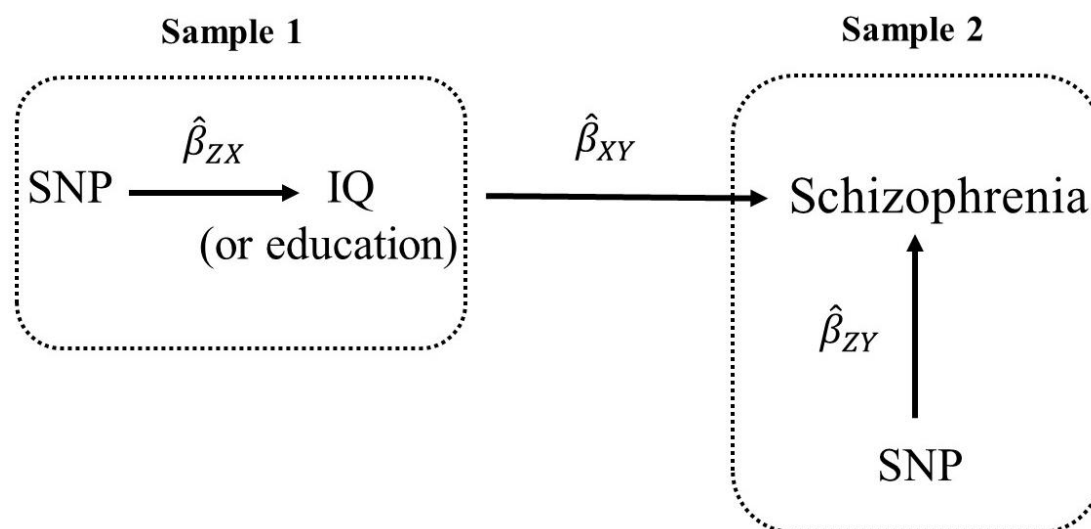 Sample 1
Sample 2
β̂_ZX
β̂_XY
SNP
IQ
Schizophrenia
(or education)
β̂_ZY
SNP